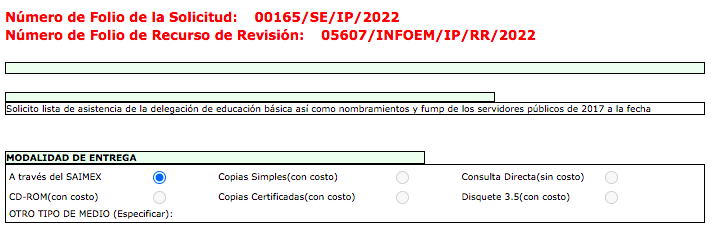 Número de Folio de la Solicitud: 00165/SE/IP/2022
Número de Folio de Recurso de Revisión: 05607/INFOEM/IP/RR/2022
Solicito lista de asistencia de la delegación de educación básica así como nombramientos y fump de los servidores públicos de 2017 a la fecha
MODALIDAD DE ENTREGA
A través del SAIMEX Copias Simples(con costo) Consulta Directa(sin costo)
CD-ROM(con costo) Copias Certificadas(con costo) Disquete 3.5(con costo)
OTRO TIPO DE MEDIO (Especificar):